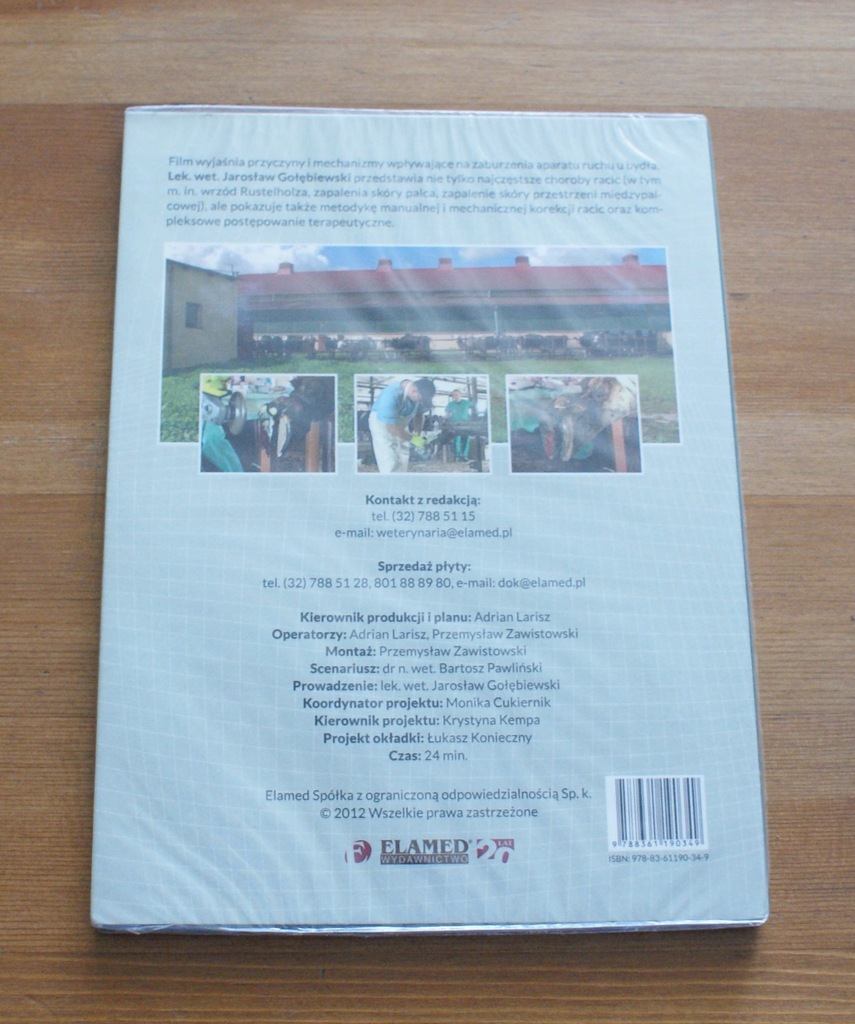 Film wyjaśnia przyczyny i mechanizmy wpływające na zaburzenia aparatu ruchu u bydła.
Lek. wet. Jarosław Gołębiewski przedstawia nie tylko najczęstsze choroby racic (w tym
m. in. wrzód Rustelholza, zapalenia skóry palca, zapalenie skóry przestrzeni międzypal-
cowej), ale pokazuje także metodykę manualnej i mechanicznej korekcji racic oraz kom-
pleksowe postępowanie terapeutyczne.
Kontakt z redakcją:
tel. (32) 788 51 15
e-mail: weterynaria@elamed.pl
Sprzedaż płyty:
tel. (32) 788 51 28, 801 88 89 80, e-mail: dok@elamed.pl
Kierownik produkcji i planu: Adrian Larisz
Operatorzy: Adrian Larisz, Przemysław Zawistowski
Montaż: Przemysław Zawistowski
Scenariusz: dr n. wet. Bartosz Pawliński
Prowadzenie: lek. wet. Jarosław Gołębiewski
Koordynator projektu: Monika Cukiernik
Kierownik projektu: Krystyna Kempa
Projekt okładki: Łukasz Konieczny
Czas: 24 min.
Elamed Spółka z ograniczoną odpowiedzialnością Sp. k.
© 2012 Wszelkie prawa zastrzeżone
ELAMED® 20 LAT
WYDAWNICTWO
9 788361 190349
ISBN: 978-83-61190-34-9